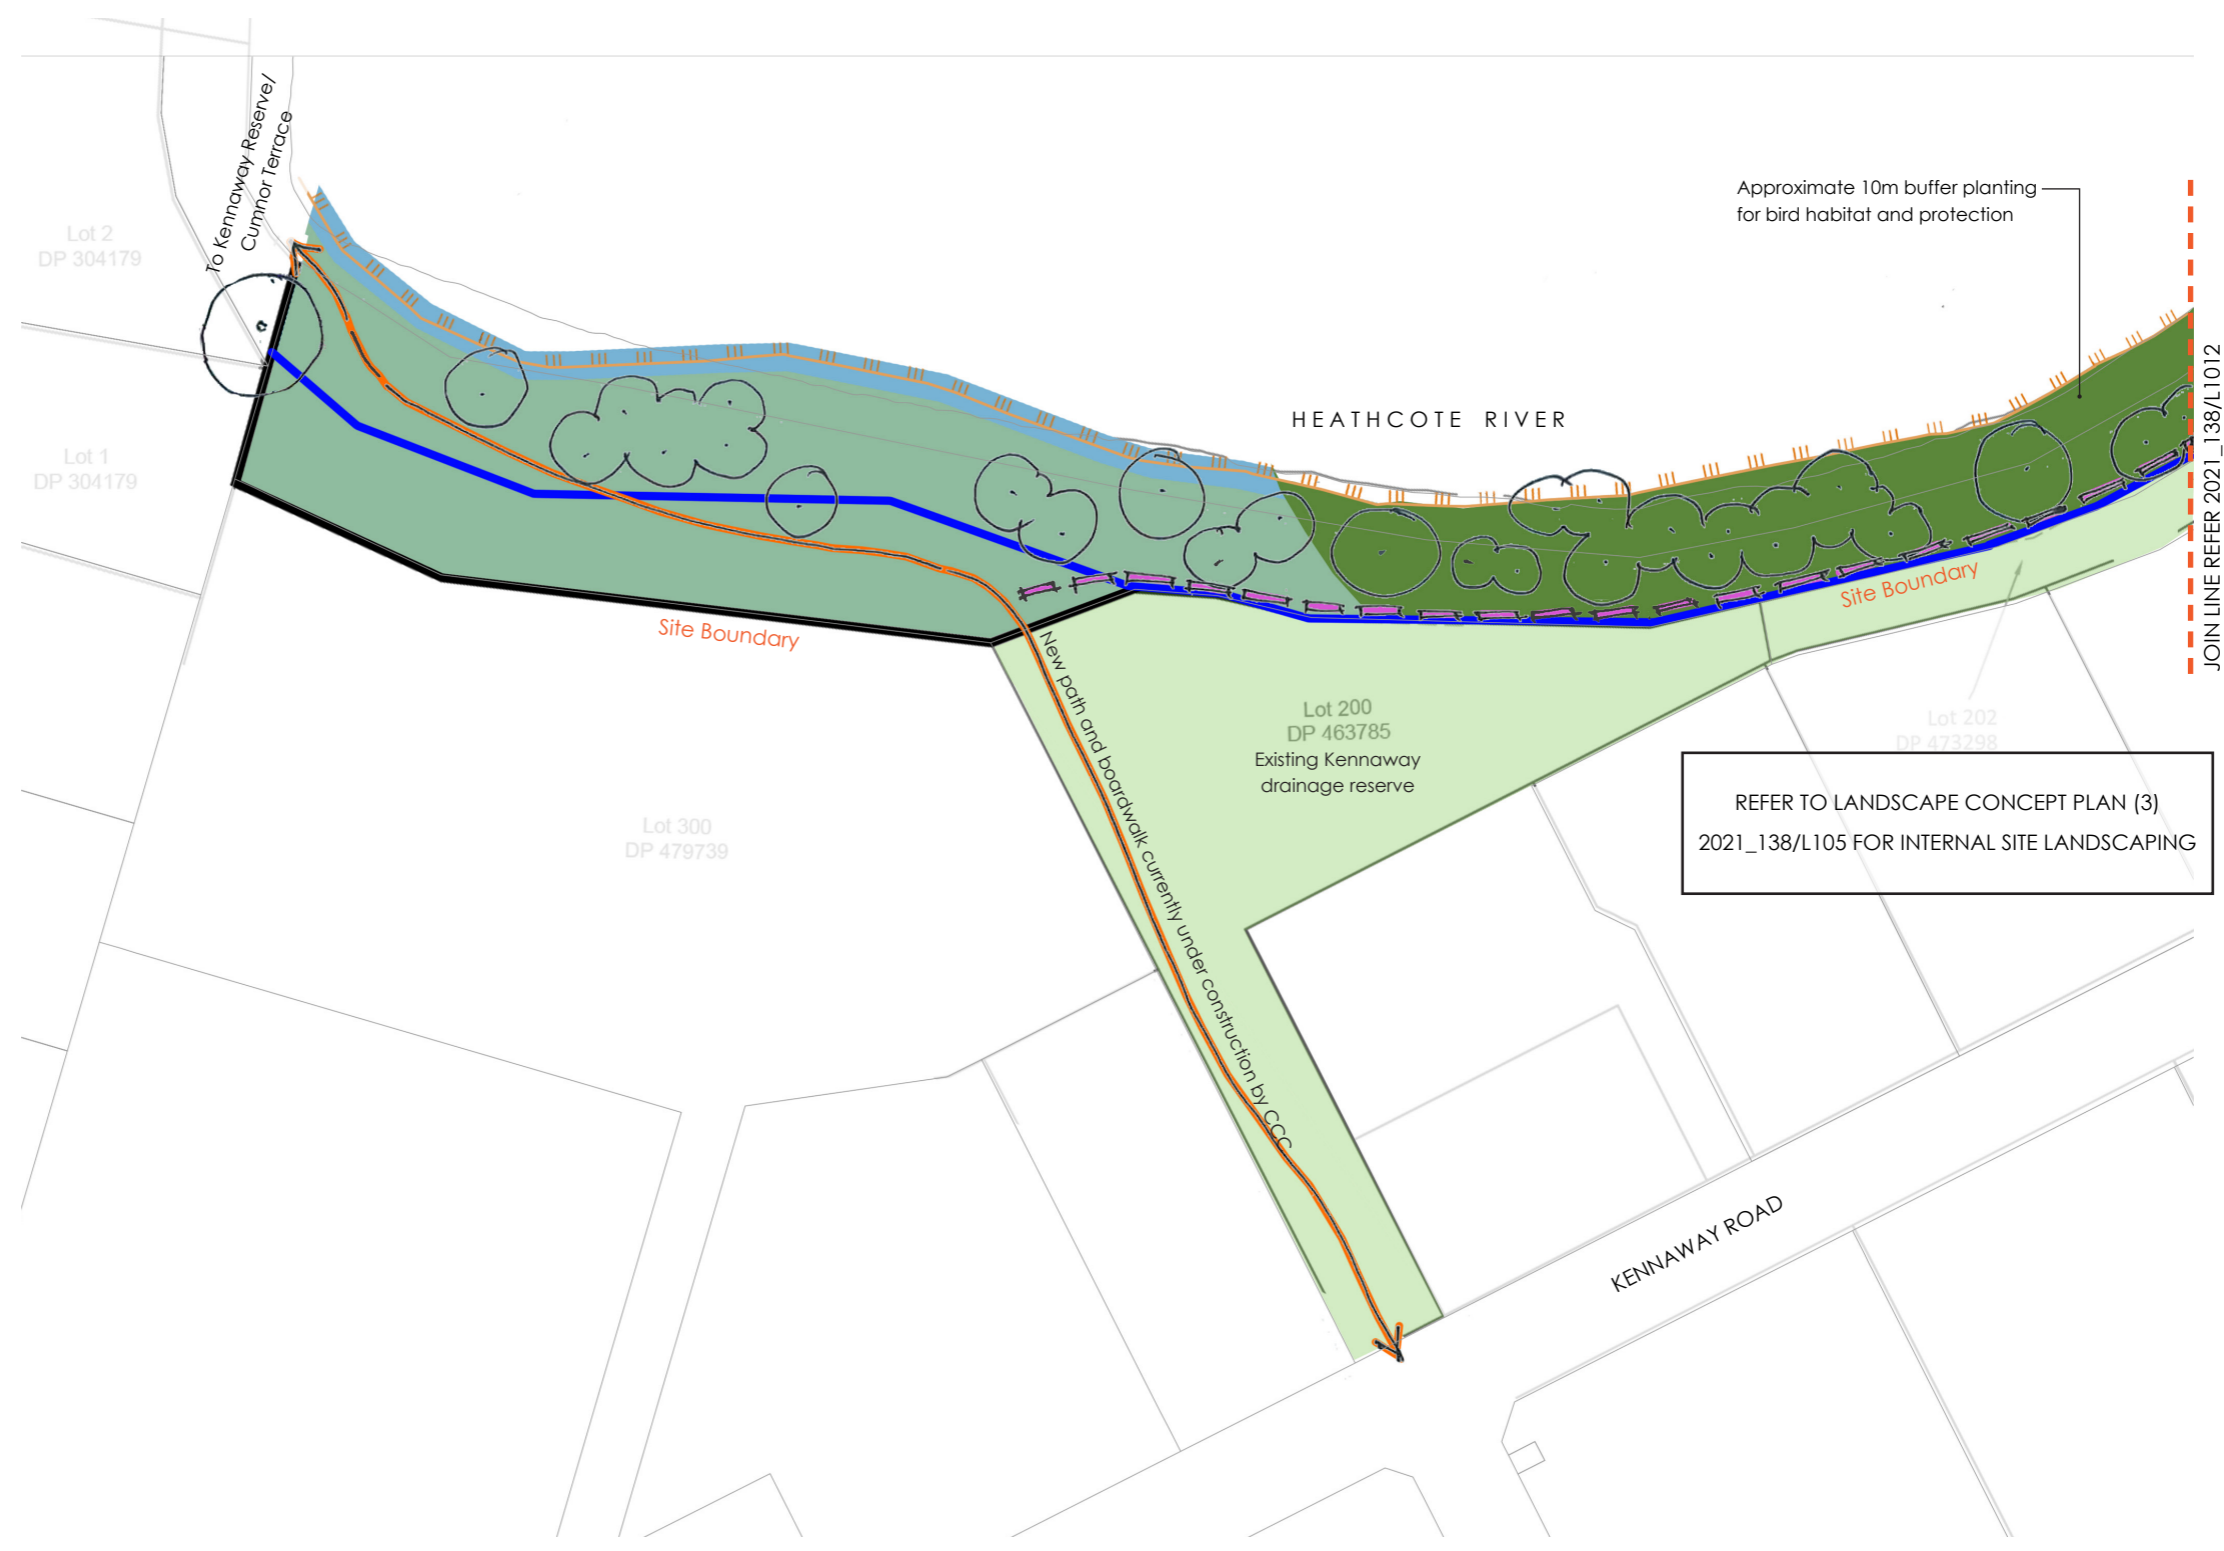 To Kennaway Reserve/
Cumnor Terrace
Lot 2
DP 304179
Approximate 10m buffer planting
for bird habitat and protection
HEATHCOTE RIVER
JOIN LINE REFER 2021_138/L1012
Lot 1
DP 304179
Site Boundary
Site Boundary
New path and boardwalk currently under construction by CCC
Lot 200
DP 463785
Existing Kennaway
drainage reserve
Lot 202
DP 473298
REFER TO LANDSCAPE CONCEPT PLAN (3)
2021_138/L105 FOR INTERNAL SITE LANDSCAPING
Lot 300
DP 479739
KENNAWAY ROAD